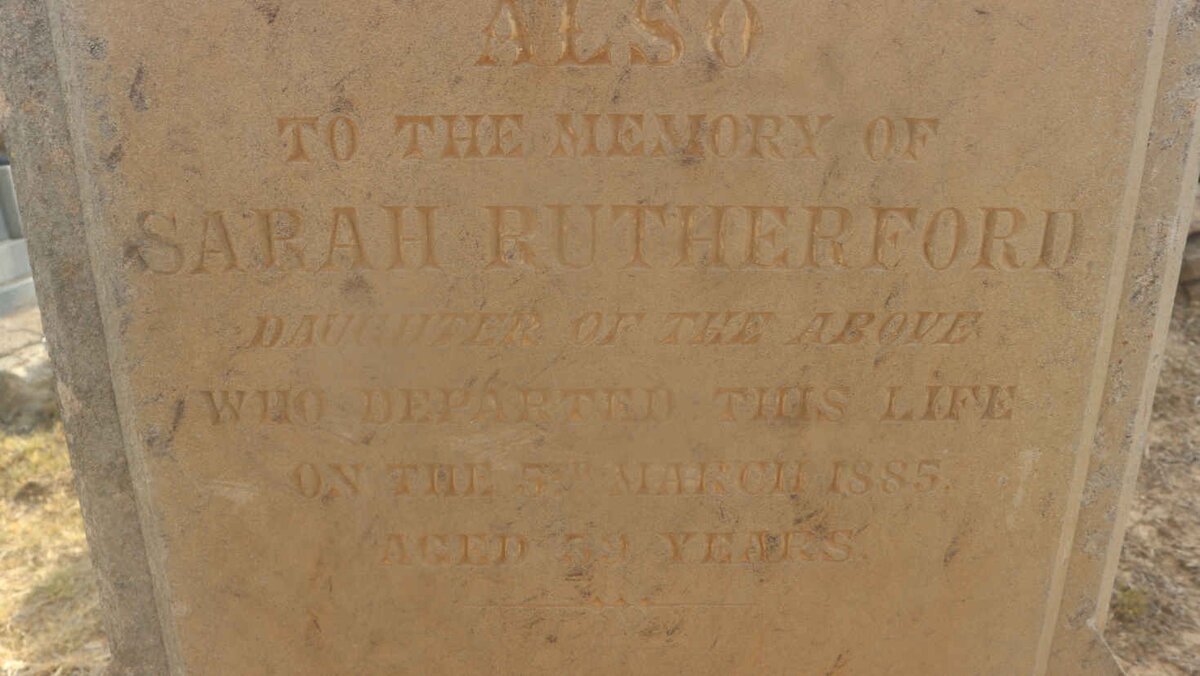 ALSO
TO THE MEMORY OF
SARAH RUTHERFORD,
DAUGHTER OF THE ABOVE
WHO DEPARTED THIS LIFE
ON THE MARCH 1885.
AGED YEARS.